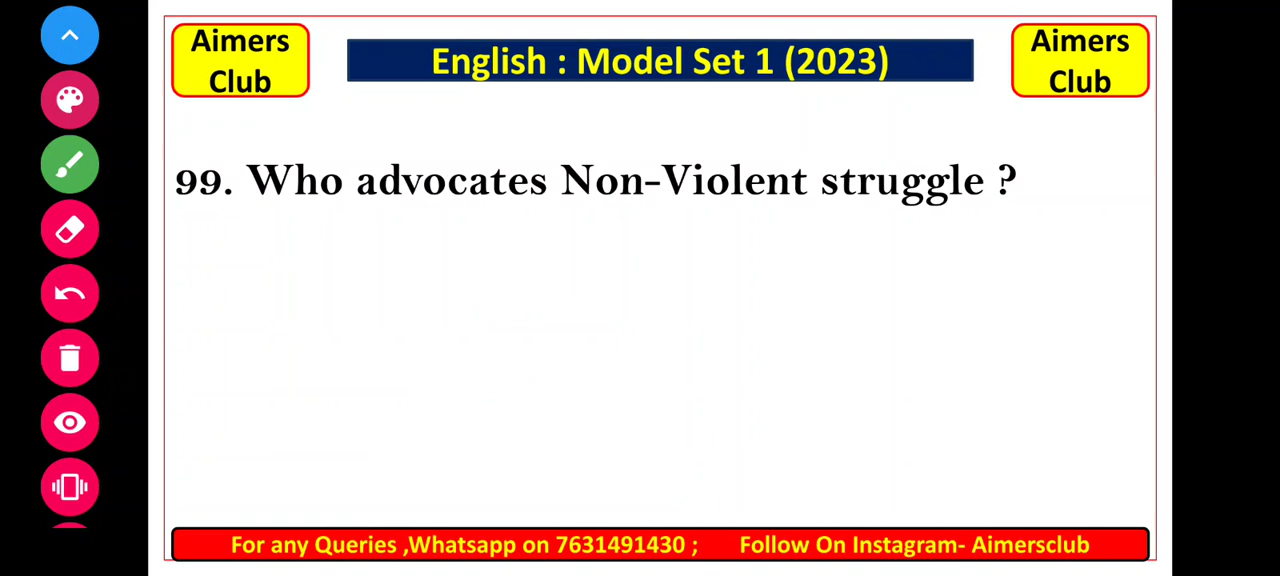 Aimers
Club
English : Model Set 1 (2023)
Aimers
Club
99. Who advocates Non-Violent struggle ?
For any Queries ,Whatsapp on 7631491430 ; Follow On Instagram- Aimersclub